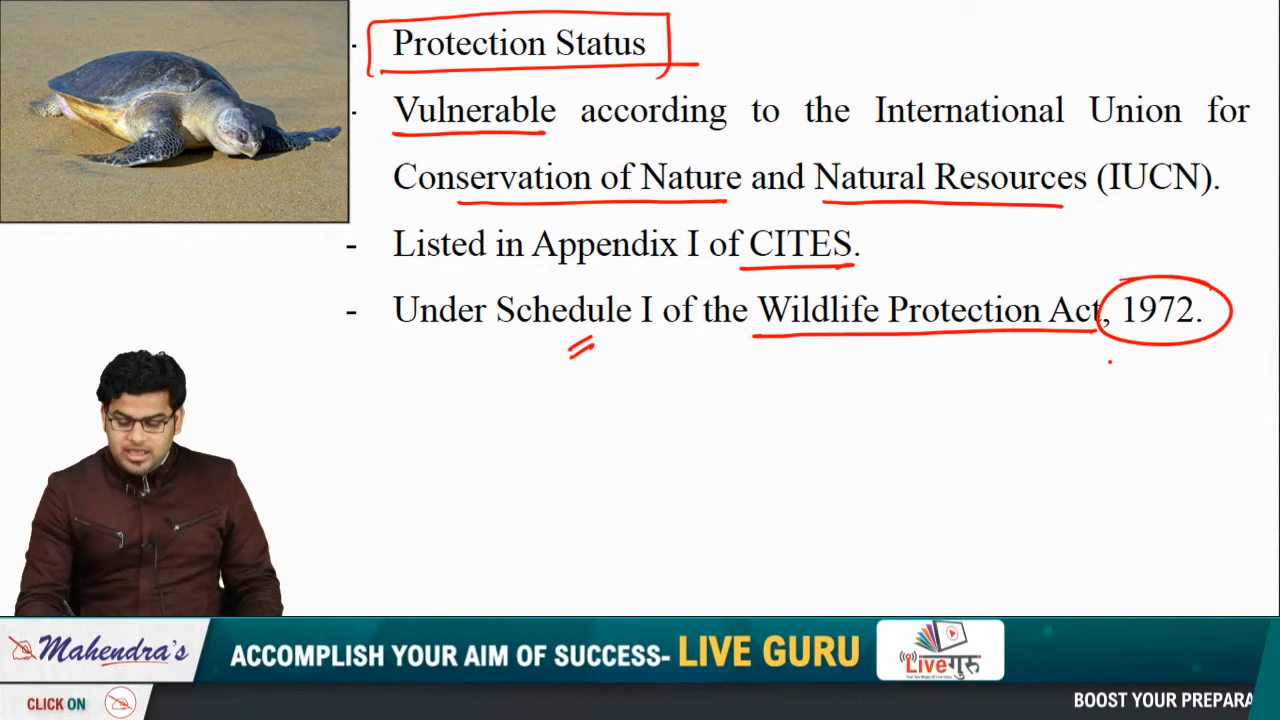 - Protection Status
- Vulnerable according to the International Union for
Conservation of Nature and Natural Resources (IUCN).
- Listed in Appendix I of CITES.
- Under Schedule I of the Wildlife Protection Act, 1972.
Mahendra's
ACCOMPLISH YOUR AIM OF SUCCESS- LIVE GURU
Liveगुरु
CLICK ON
BOOST YOUR PREPARA